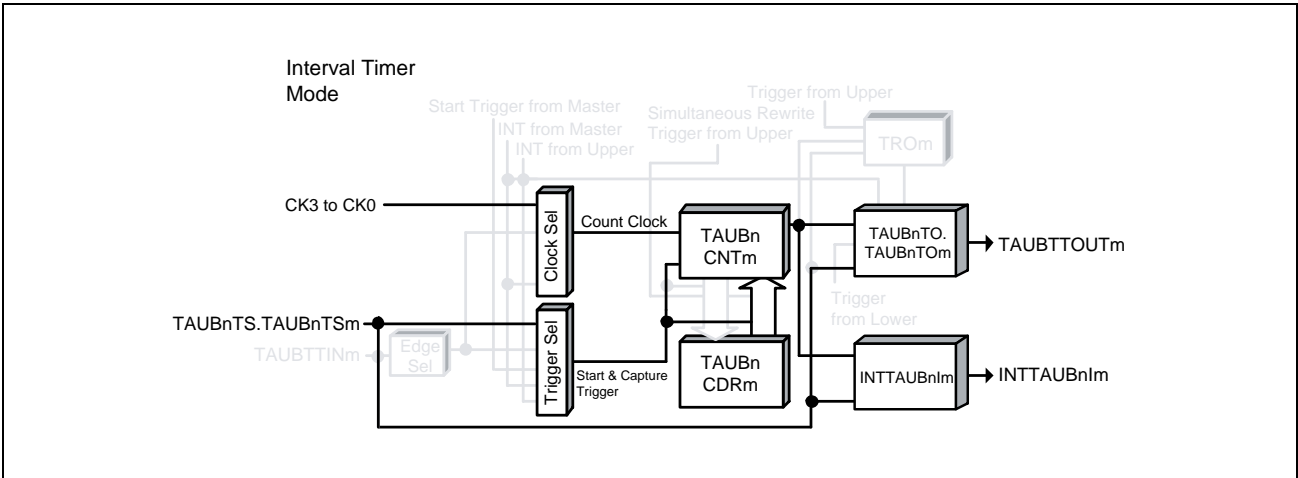 Interval Timer
Mode
Trigger from Upper
Start Trigger from Master
Simultaneous Rewrite
INT from Master
Trigger from Upper
INT from Upper
TROm
CK3 to CK0
Clock Sel
Count Clock
TAUBn
CNTm
TAUBnTO.
TAUBnTOm
TAUBTTOUTm
Trigger
from Lower
TAUBnTS.TAUBnTSm
TAUBTTINm
Edge
Sel
Trigger Sel
Start & Capture
Trigger
TAUBn
CDRm
INTTAUBnIm
INTTAUBnIm